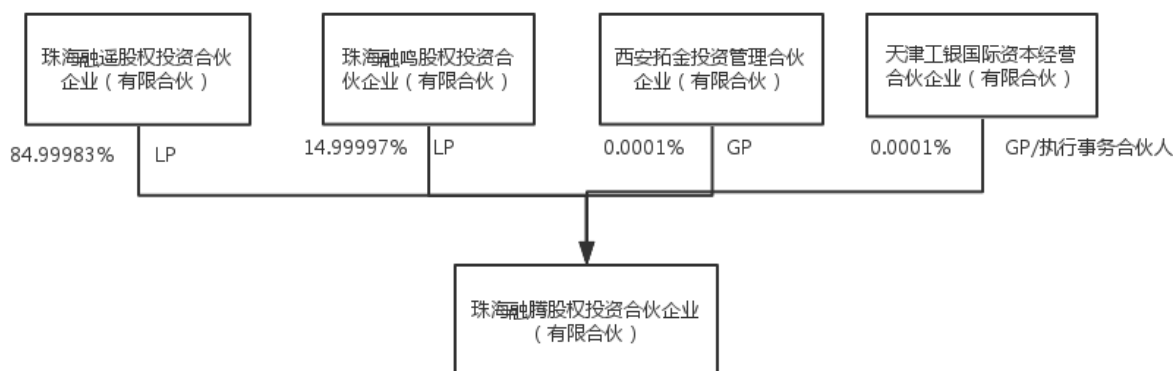 珠海融遥股权投资合伙
企业（有限合伙）
珠海融鸣股权投资合
伙企业（有限合伙）
西安拓金投资管理合伙
企业（有限合伙）
天津工银国际资本经营
合伙企业（有限合伙）
84.99983%
LP
14.99997%
LP
0.0001%
GP
0.0001%
GP/执行事务合伙人
珠海融腾股权投资合伙企业
（有限合伙）